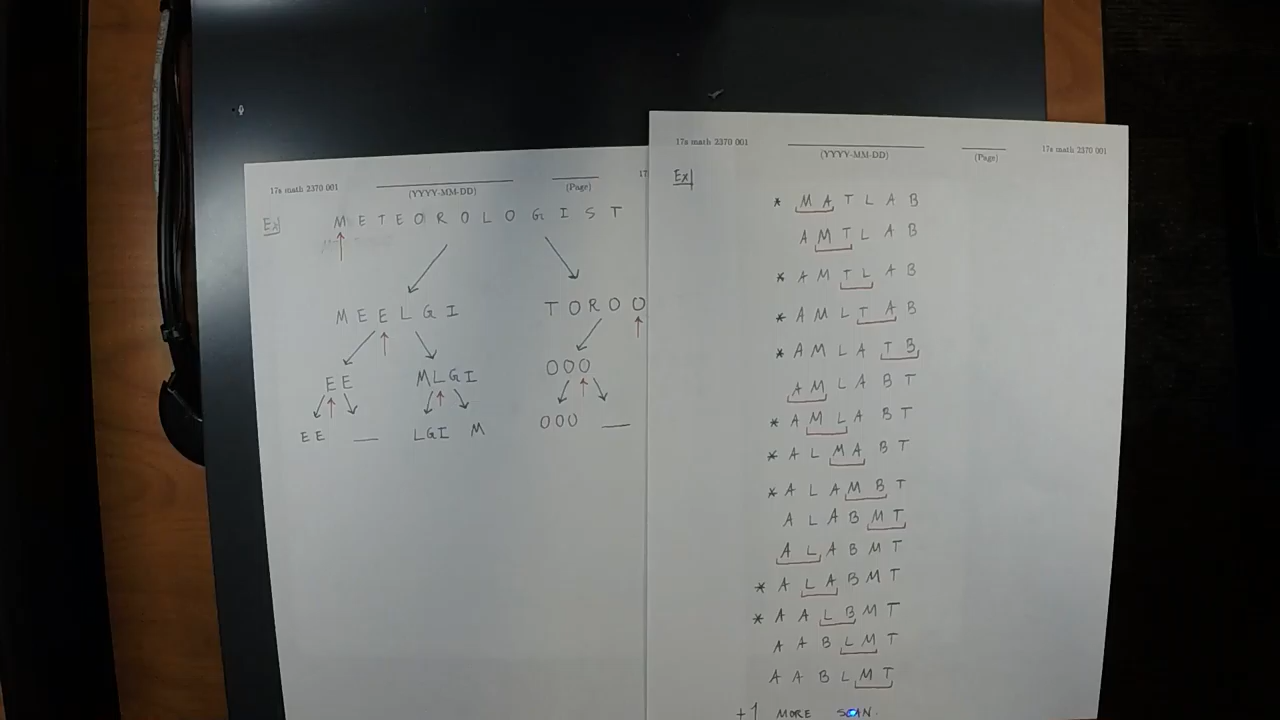 17s math 2370 001
(YYYY-MM-DD)
(Page)
17
Ex
M E T E O R O L O G I S T
M E E L G I
T O R O O
E E
M L G I
O O O
E E
L G I
M
O O O
17s math 2370 001
(YYYY-MM-DD)
(Page)
17s math 2370 001
Ex
* M A T L A B
A M T L A B
* A M T L A B
* A M L T A B
* A M L A T B
A M L A B T
* A M L A B T
* A L M A B T
* A L A M B T
A L A B M T
A L A B M T
* A L A B M T
* A A L B M T
A A B L M T
A A B L M T
+1 MORE SCAN.